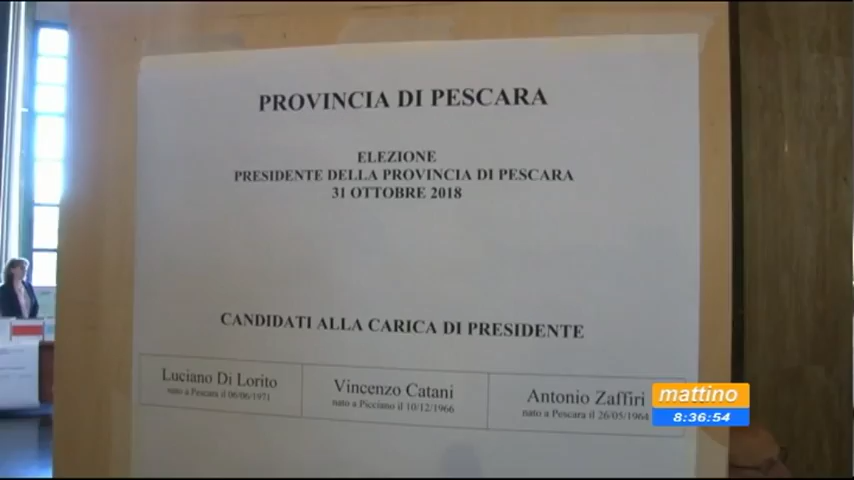 PROVINCIA DI PESCARA
ELEZIONE
PRESIDENTE DELLA PROVINCIA DI PESCARA
31 OTTOBRE 2018
CANDIDATI ALLA CARICA DI PRESIDENTE
Luciano Di Lorito
nato a Pescara il 06/06/1971
Vincenzo Catani
nato a Picciano il 10/12/1966
Antonio Zaffiri
nato a Pescara il 26/05/1964
mattino
8:36:54